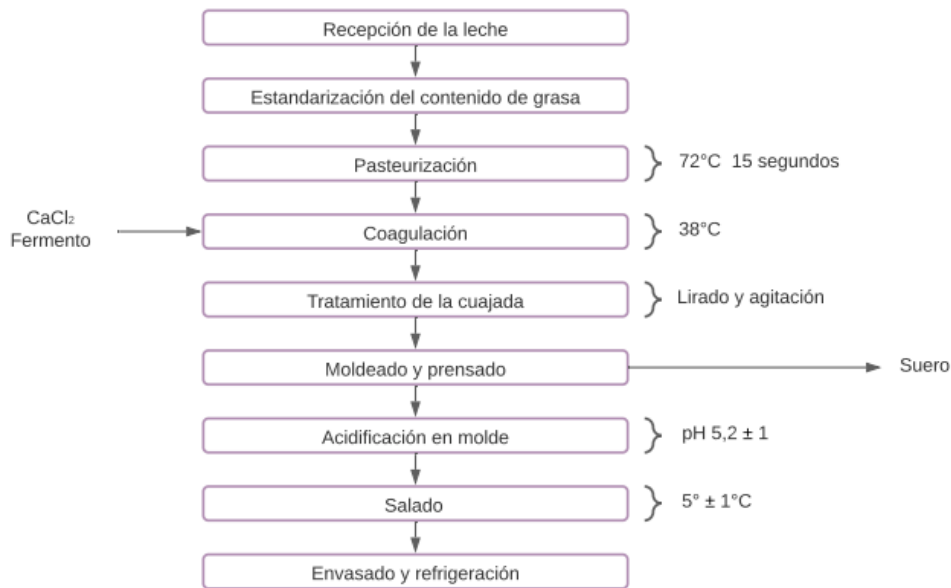 Recepción de la leche
Estandarización del contenido de grasa
Pasteurización
72°C 15 segundos
CaCl₂
Fermento
Coagulación
38°C
Tratamiento de la cuajada
Lirado y agitación
Moldeado y prensado
Suero
Acidificación en molde
pH 5,2 ± 1
Salado
5° ± 1°C
Envasado y refrigeración